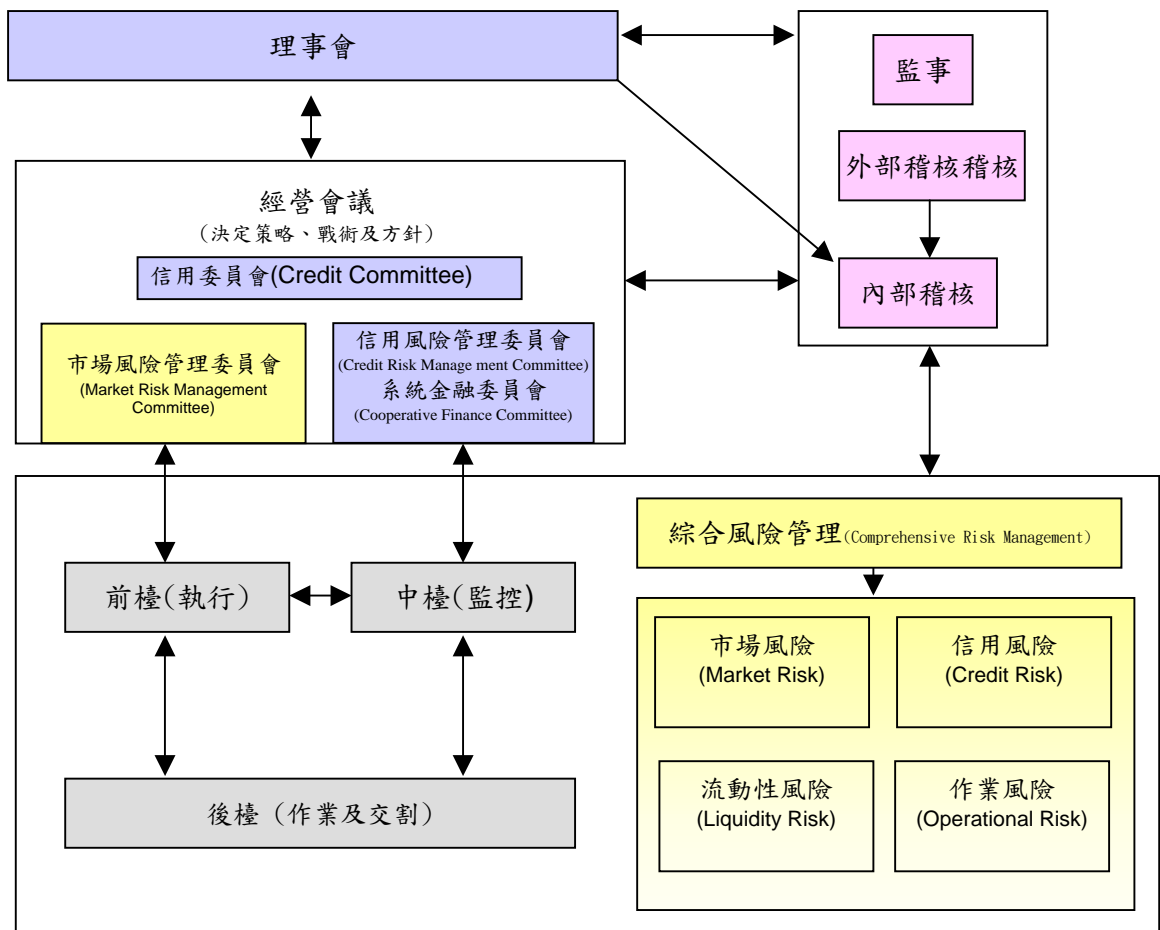 理事會
監事
外部稽核稽核
內部稽核
經營會議
（決定策略、戰術及方針）
信用委員會(Credit Committee)
市場風險管理委員會
(Market Risk Management
Committee)
信用風險管理委員會
(Credit Risk Manage ment Committee)
系統金融委員會
(Cooperative Finance Committee)
綜合風險管理(Comprehensive Risk Management)
前檯(執行)
中檯(監控)
市場風險
(Market Risk)
信用風險
(Credit Risk)
後檯（作業及交割）
流動性風險
(Liquidity Risk)
作業風險
(Operational Risk)